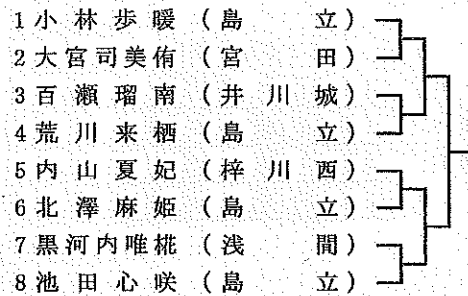 1 小林歩暖 (島立)
2 大宮司美侑 (宮田)
3 百瀬瑠南 (井川城)
4 荒川来栖 (島立)
5 内山夏妃 (梓川西)
6 北澤麻姫 (島立)
7 黒河内唯椛 (浅間)
8 池田心咲 (島立)